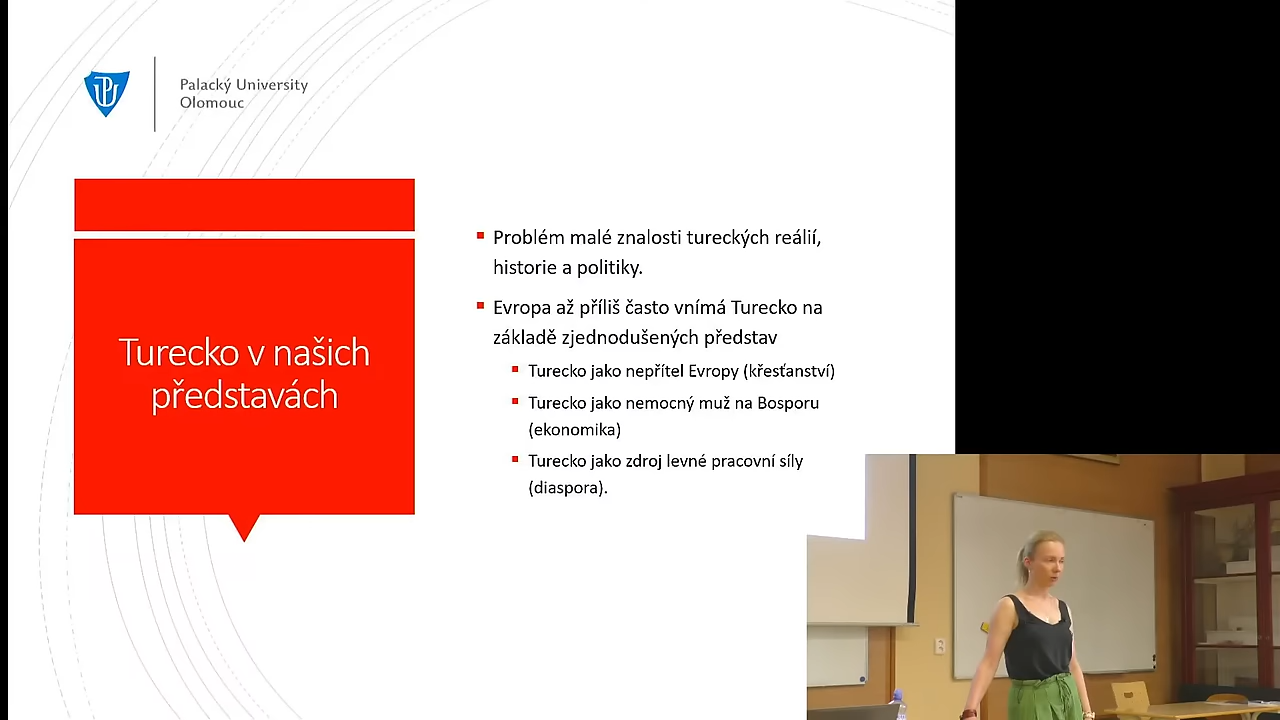 Palacký University
Olomouc
Turecko v našich
představách
Problém malé znalosti tureckých reálií,
historie a politiky.
Evropa až příliš často vnímá Turecko na
základě zjednodušených představ
Turecko jako nepřítel Evropy (křesťanství)
Turecko jako nemocný muž na Bosporu
(ekonomika)
Turecko jako zdroj levné pracovní síly
(diaspora).